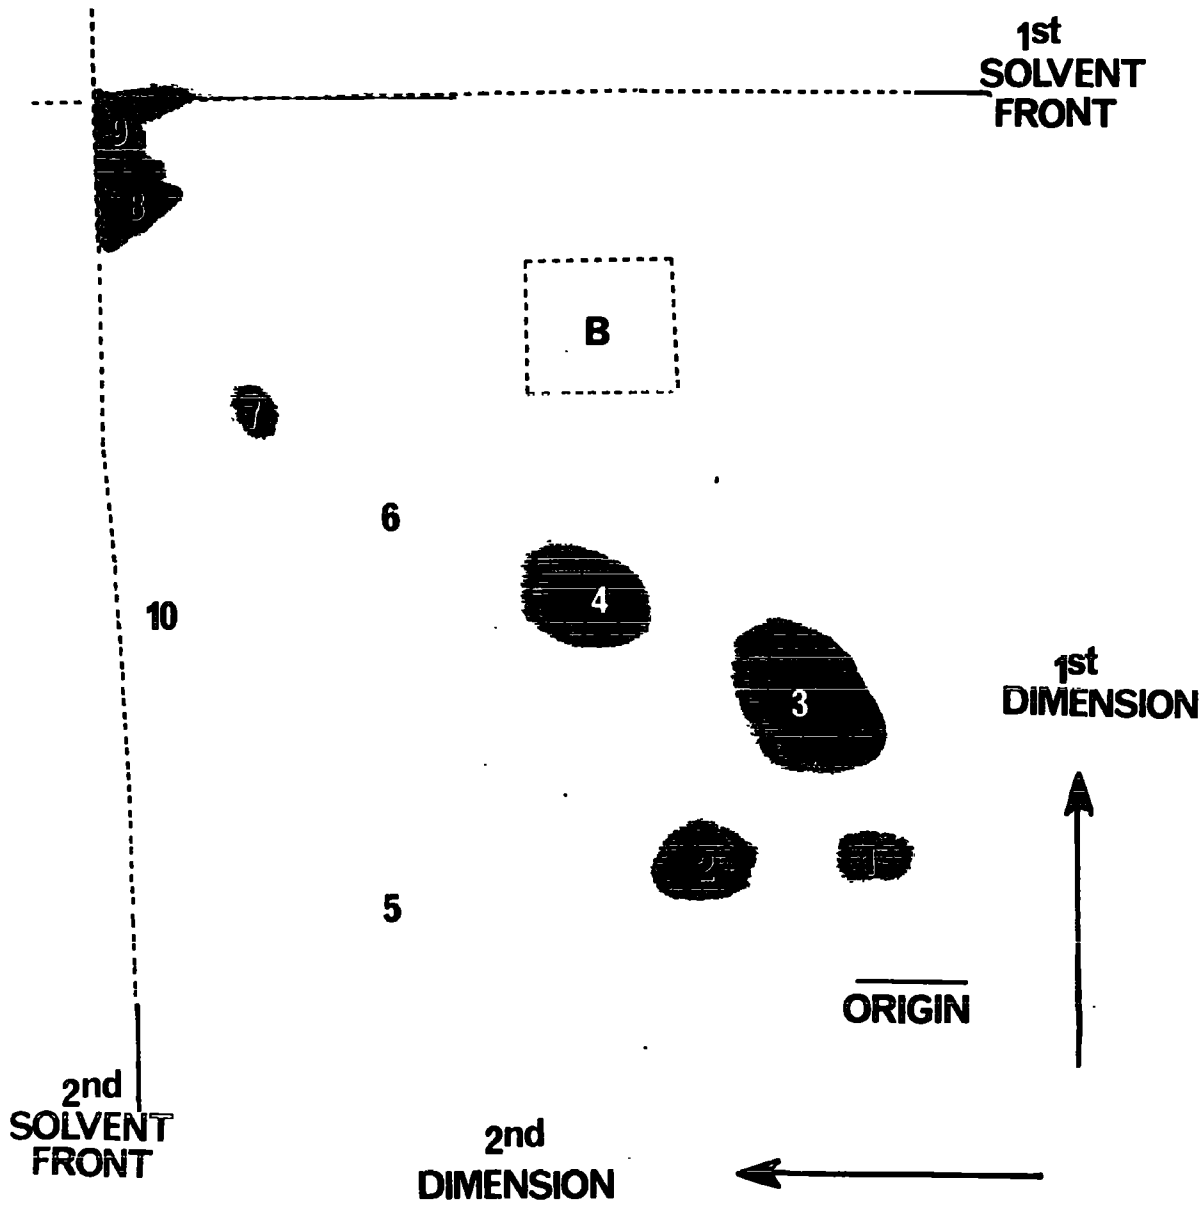 1st
SOLVENT
FRONT
9
8
B
7
6
4
10
3
1st
DIMENSION
2
1
5
ORIGIN
2nd
SOLVENT
FRONT
2nd
DIMENSION